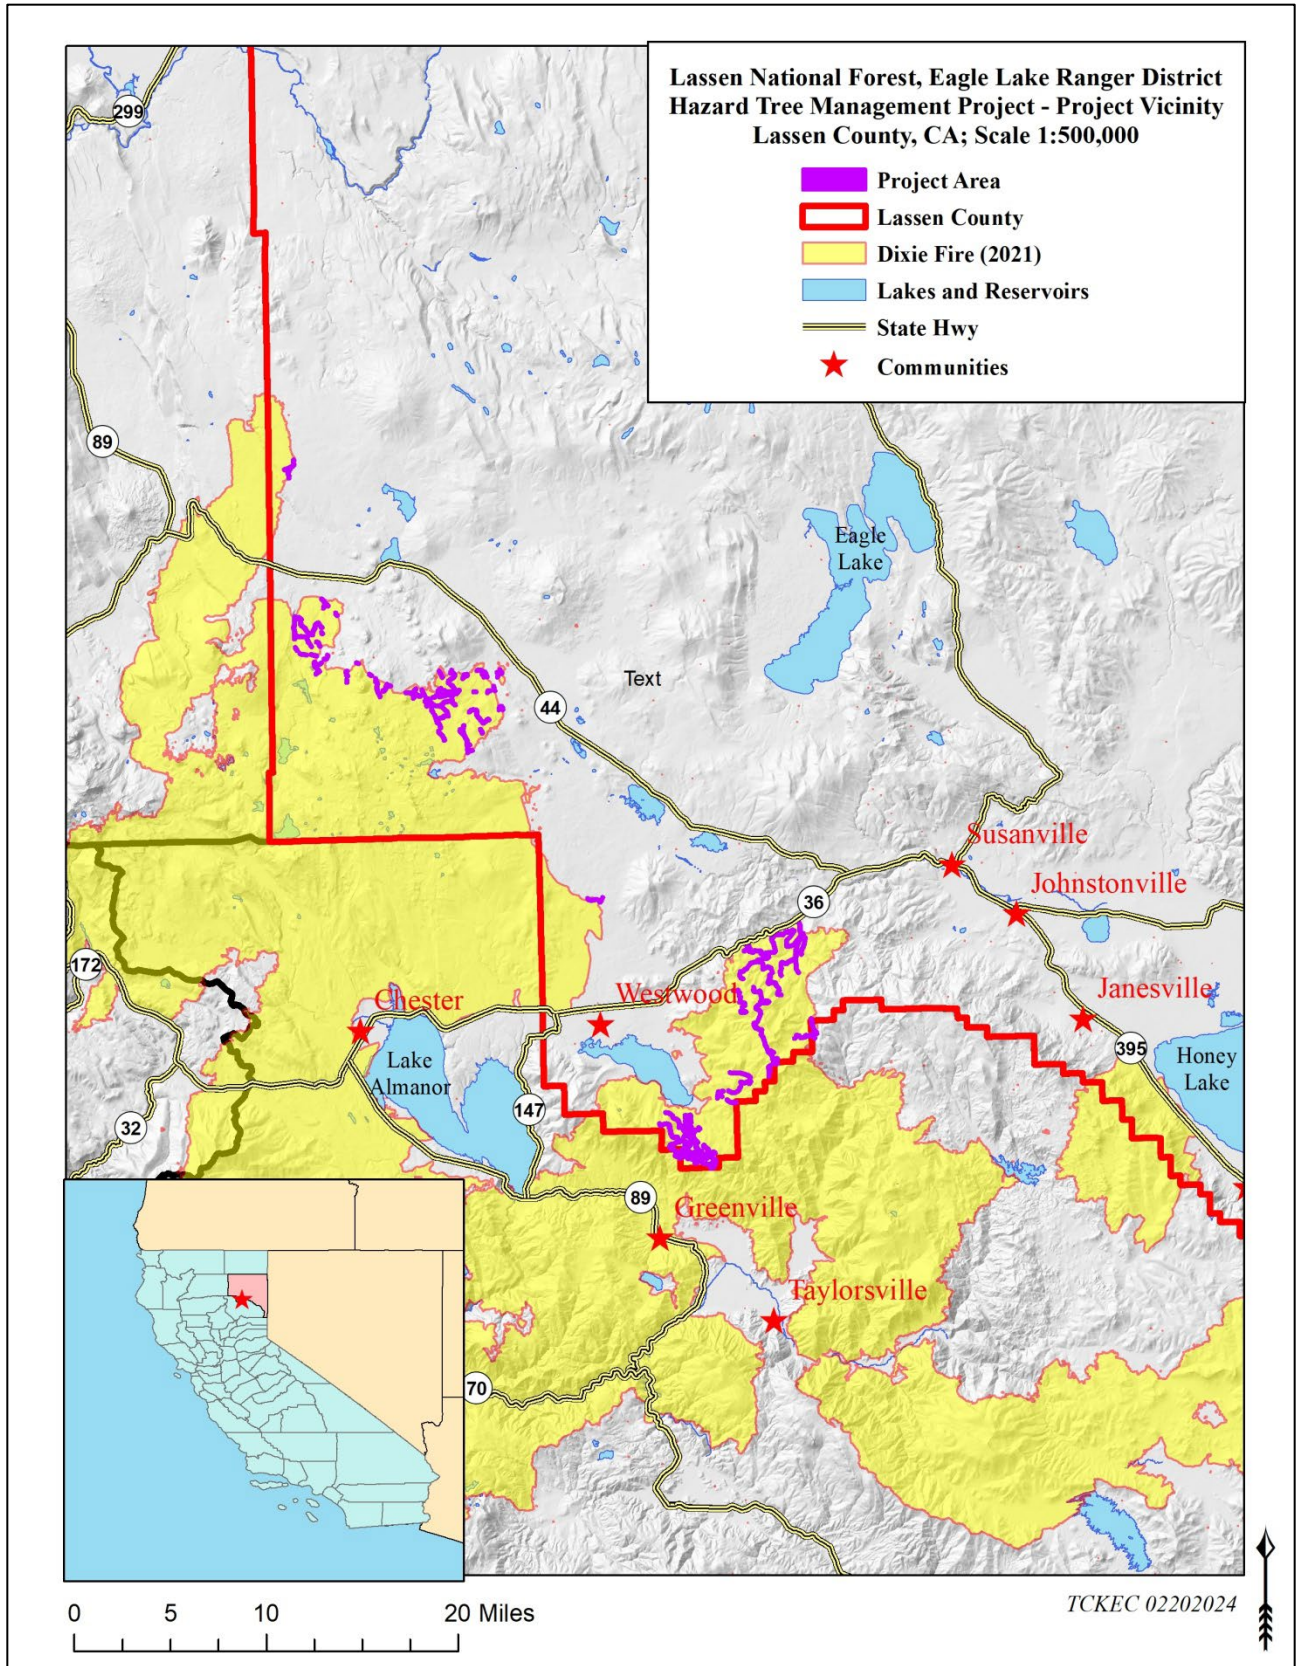 Lassen National Forest, Eagle Lake Ranger District
Hazard Tree Management Project - Project Vicinity
Lassen County, CA; Scale 1:500,000
Project Area
Lassen County
Dixie Fire (2021)
Lakes and Reservoirs
State Hwy
Communities
299
89
Eagle
Lake
Text
44
Susanville
Johnstonville
36
172
Chester
Westwood
Janesville
395
Lake
Almanor
Honey
Lake
147
32
89
Greenville
Taylorsville
70
0 5 10 20 Miles
TCKEC 02202024